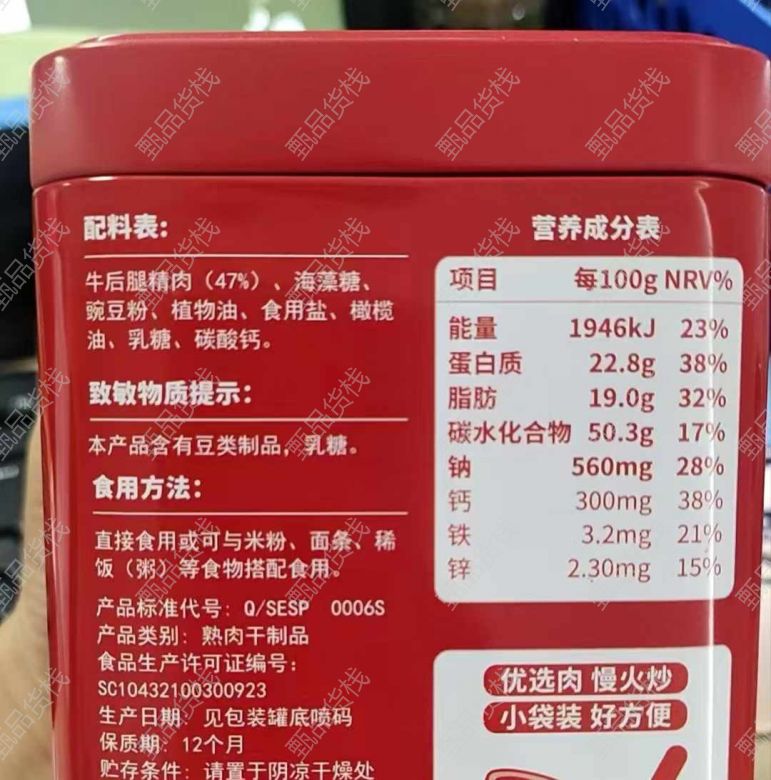 配料表：
牛后腿精肉（47%）、海藻糖、
豌豆粉、植物油、食用盐、橄榄
油、乳糖、碳酸钙。
致敏物质提示：
本产品含有豆类制品，乳糖。
食用方法：
直接食用或可与米粉、面条、稀
饭（粥）等食物搭配食用。
产品标准代号：Q/SESP 0006S
产品类别：熟肉干制品
食品生产许可证编号：
SC10432100300923
生产日期：见包装罐底喷码
保质期：12个月
贮存条件：请置于阴凉干燥处
营养成分表
项目 每100g NRV%
能量 1946kJ 23%
蛋白质 22.8g 38%
脂肪 19.0g 32%
碳水化合物 50.3g 17%
钠 560mg 28%
钙 300mg 38%
铁 3.2mg 21%
锌 2.30mg 15%
优选肉 慢火炒
小袋装 好方便
甄品货栈